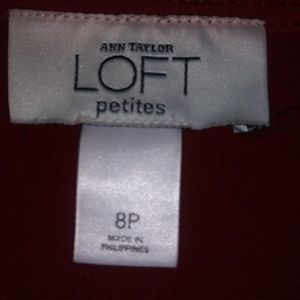 ANN TAYLOR
LOFT
petites
8P
MADE IN
PHILIPPINES